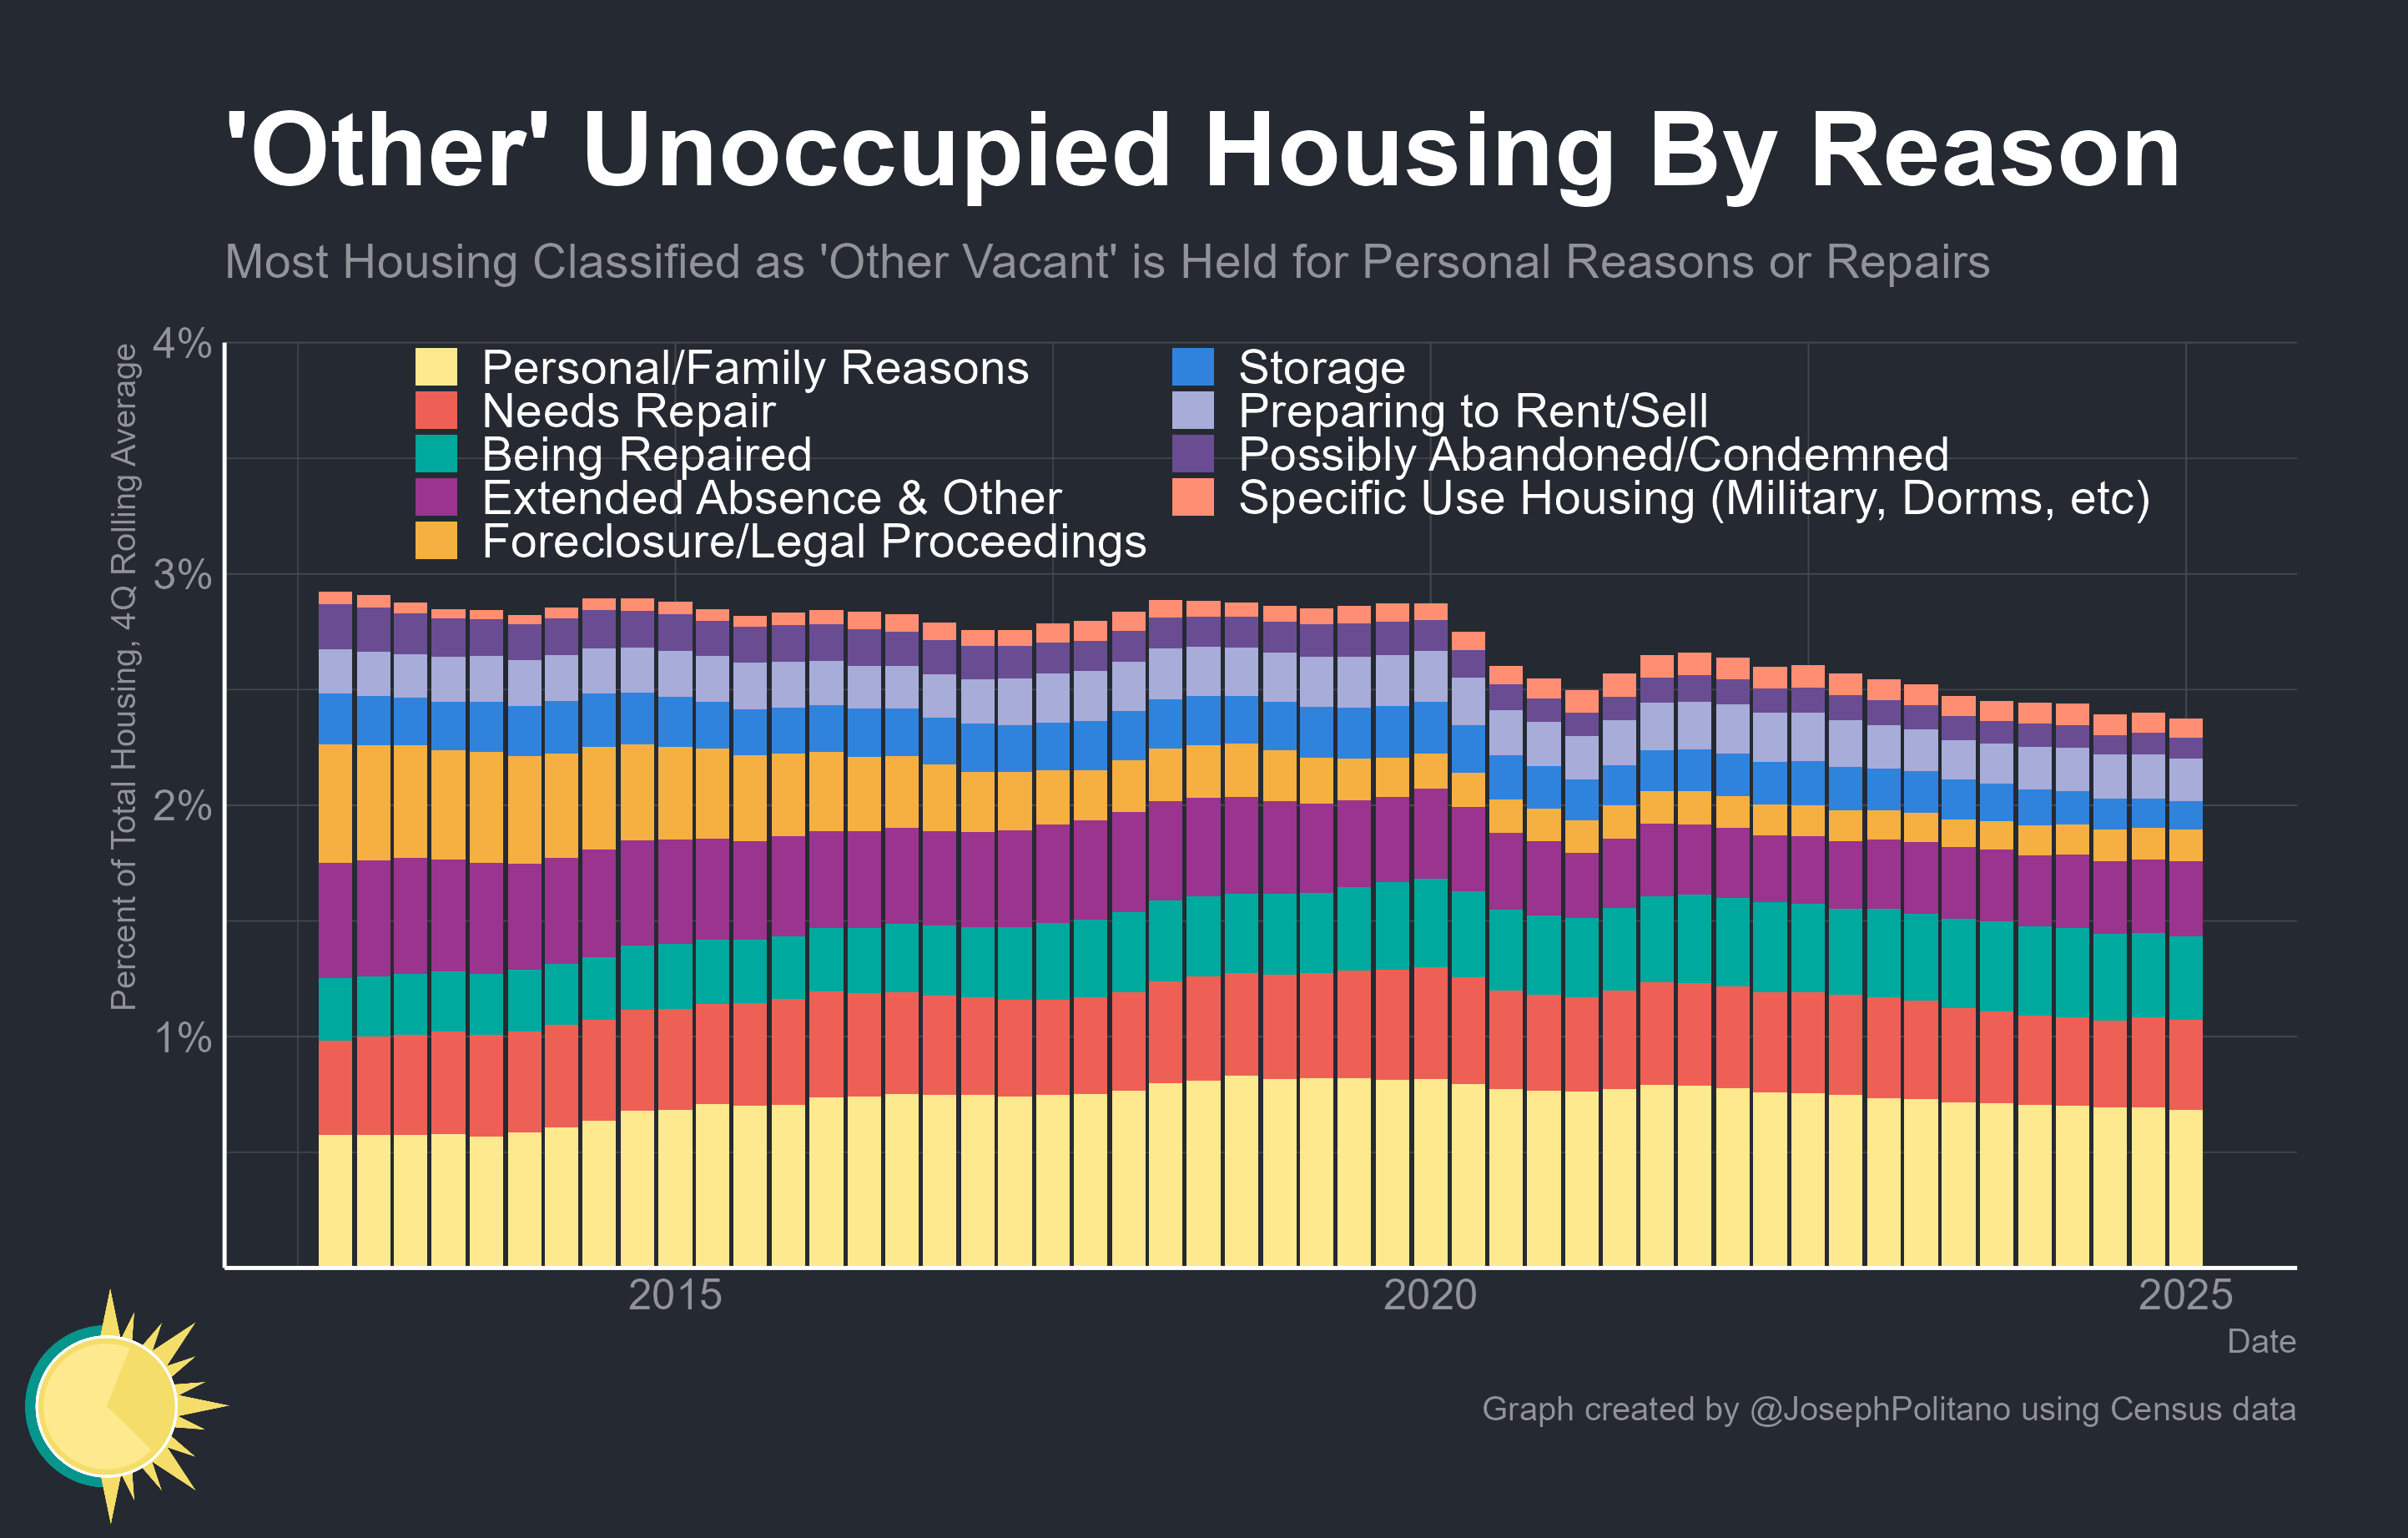 'Other' Unoccupied Housing By Reason
Most Housing Classified as 'Other Vacant' is Held for Personal Reasons or Repairs
Percent of Total Housing, 4Q Rolling Average
4%
3%
2%
1%
Personal/Family Reasons
Needs Repair
Being Repaired
Extended Absence & Other
Foreclosure/Legal Proceedings
Storage
Preparing to Rent/Sell
Possibly Abandoned/Condemned
Specific Use Housing (Military, Dorms, etc)
2015
2020
2025
Date
Graph created by @JosephPolitano using Census data